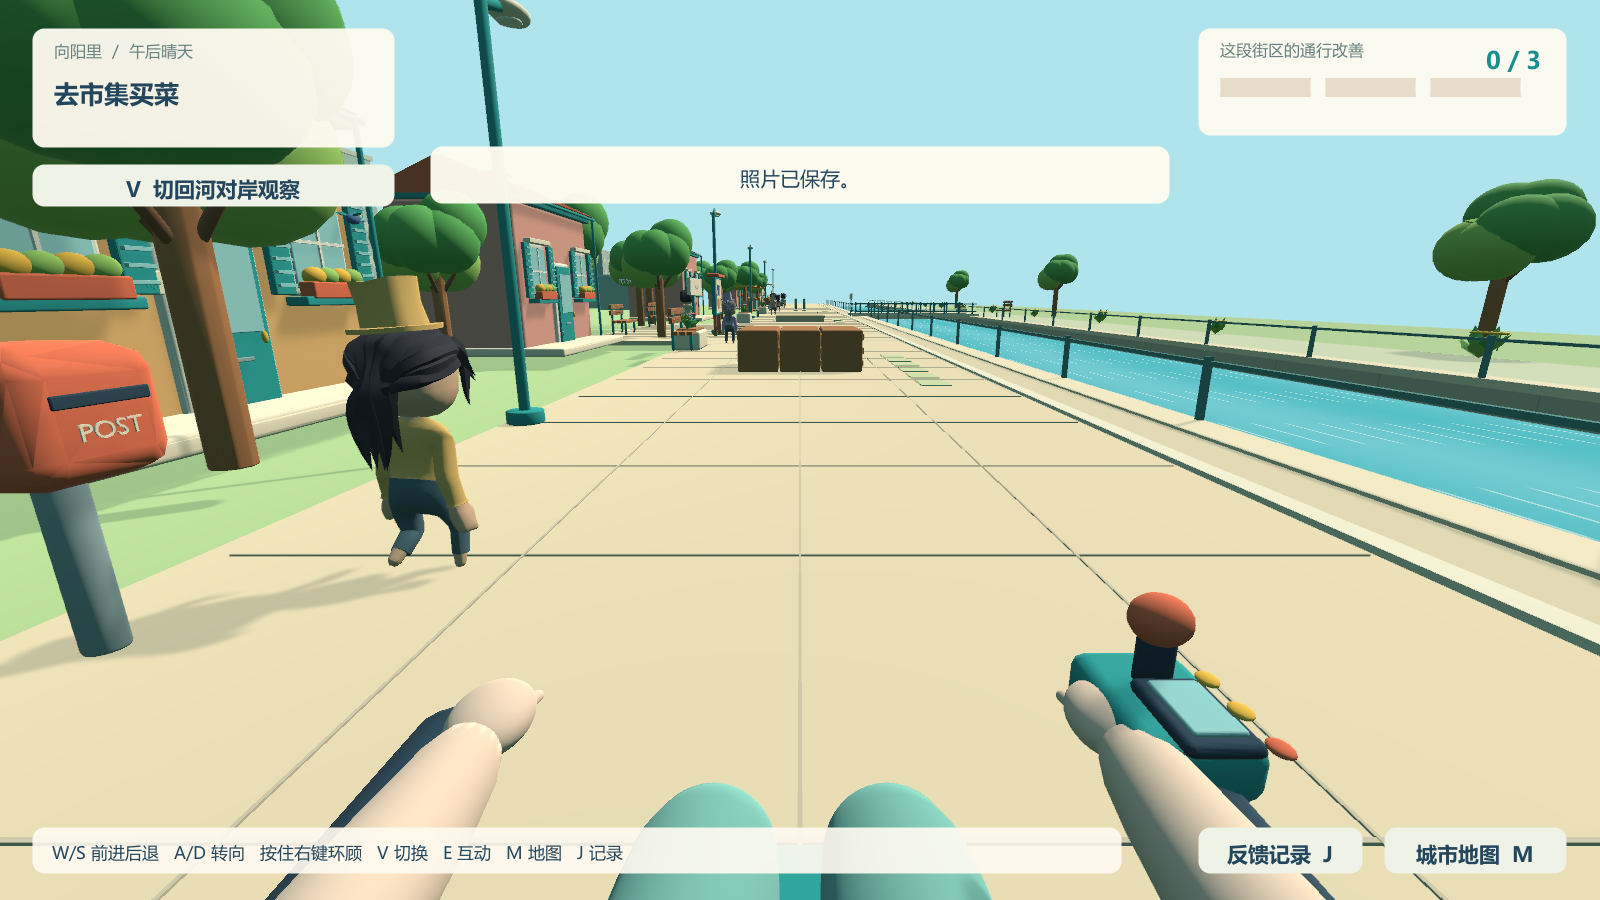 向阳里 / 午后晴天
去市集买菜
V 切回河对岸观察
照片已保存。
这段街区的通行改善
0 / 3
POST
W/S 前进后退 A/D 转向 按住右键环顾 V 切换 E 互动 M 地图 J 记录
反馈记录 J
城市地图 M